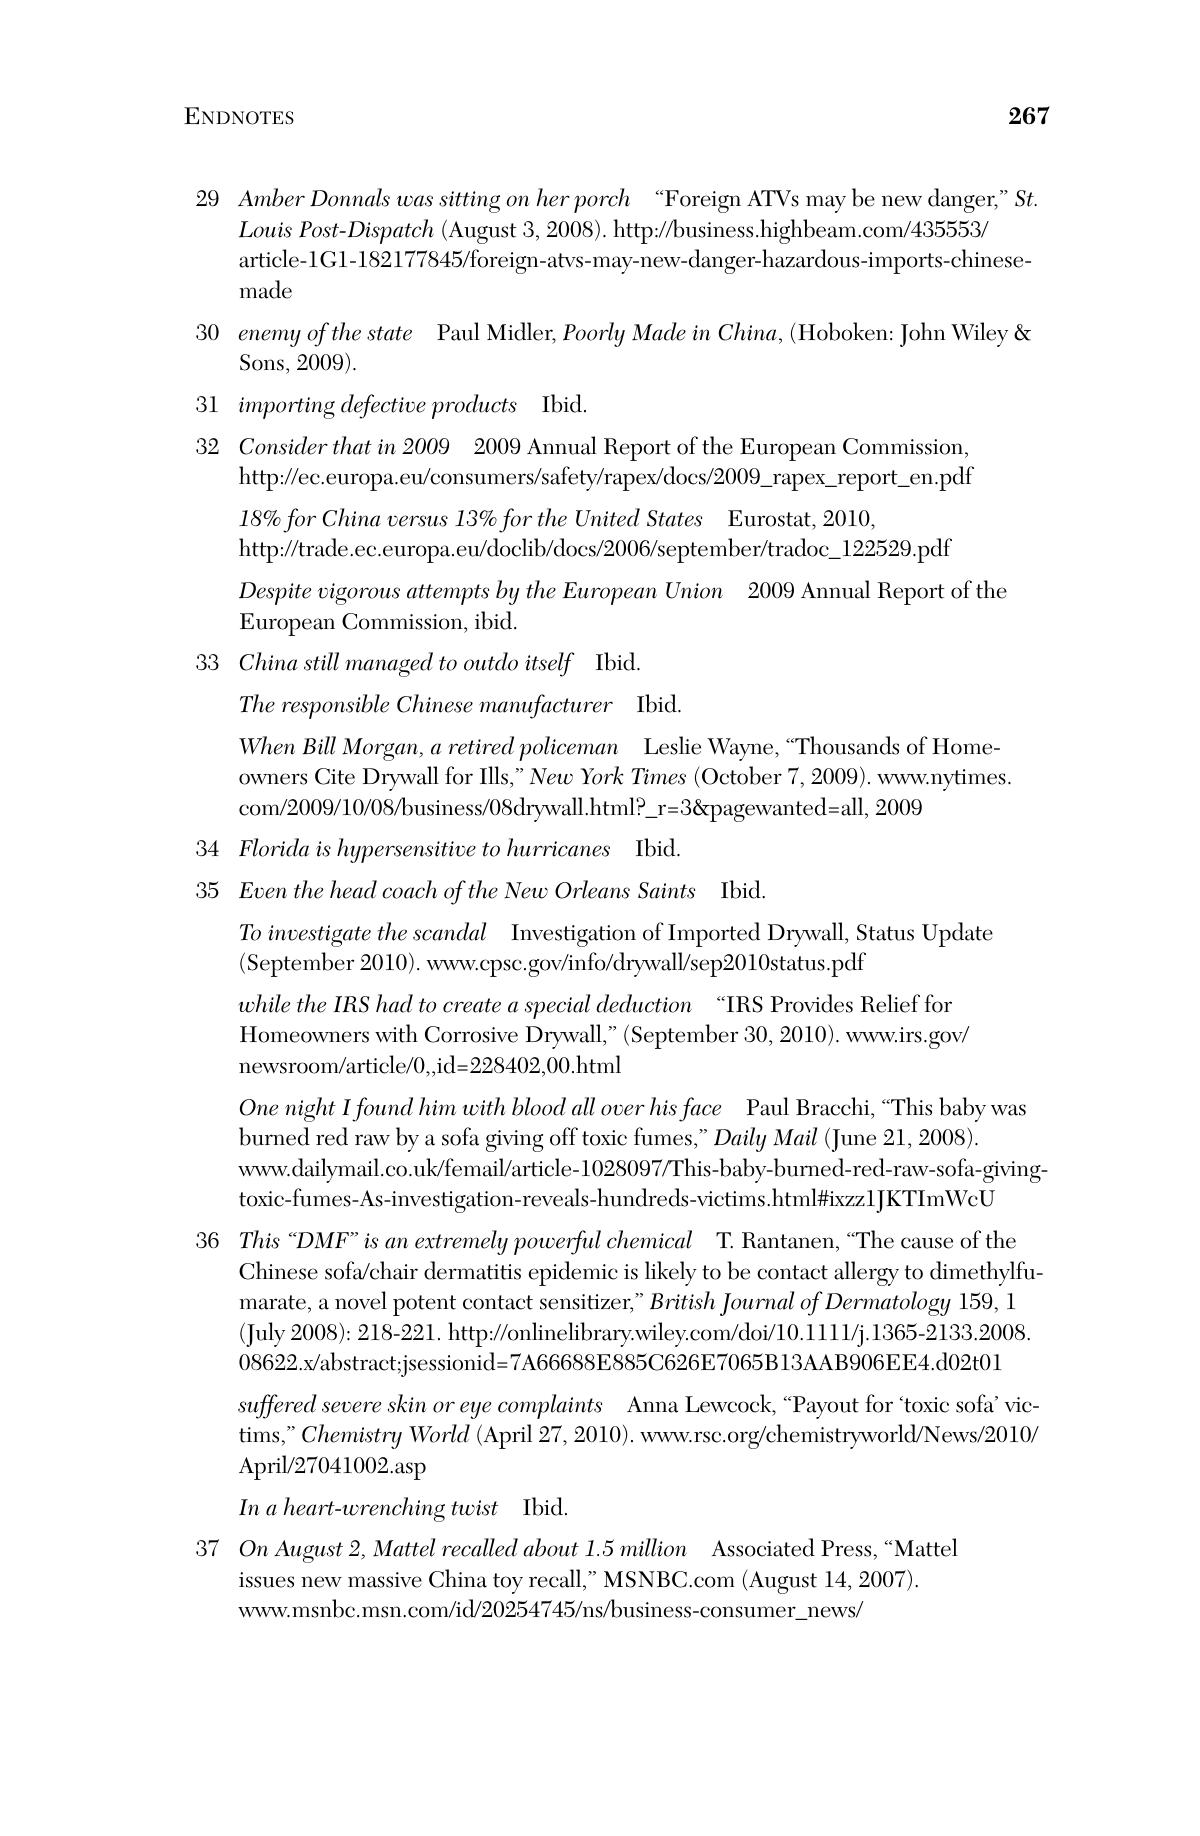 ENDNOTES 267
29 Amber Donnals was sitting on her porch “Foreign ATVs may be new danger,” St.
Louis Post-Dispatch (August 3, 2008). http://business.highbeam.com/435553/
article-1G1-182177845/foreign-atvs-may-new-danger-hazardous-imports-chinese-
made
30 enemy of the state Paul Midler, Poorly Made in China, (Hoboken: John Wiley &
Sons, 2009).
31 importing defective products Ibid.
32 Consider that in 2009 2009 Annual Report of the European Commission,
http://ec.europa.eu/consumers/safety/rapex/docs/2009_rapex_report_en.pdf
18% for China versus 13% for the United States Eurostat, 2010,
http://trade.ec.europa.eu/doclib/docs/2006/september/tradoc_122529.pdf
Despite vigorous attempts by the European Union 2009 Annual Report of the
European Commission, ibid.
33 China still managed to outdo itself Ibid.
The responsible Chinese manufacturer Ibid.
When Bill Morgan, a retired policeman Leslie Wayne, “Thousands of Home-
owners Cite Drywall for Ills,” New York Times (October 7, 2009). www.nytimes.
com/2009/10/08/business/08drywall.html?_r=3&pagewanted=all, 2009
34 Florida is hypersensitive to hurricanes Ibid.
35 Even the head coach of the New Orleans Saints Ibid.
To investigate the scandal Investigation of Imported Drywall, Status Update
(September 2010). www.cpsc.gov/info/drywall/sep2010status.pdf
while the IRS had to create a special deduction “IRS Provides Relief for
Homeowners with Corrosive Drywall,” (September 30, 2010). www.irs.gov/
newsroom/article/0,,id=228402,00.html
One night I found him with blood all over his face Paul Bracchi, “This baby was
burned red raw by a sofa giving off toxic fumes,” Daily Mail (June 21, 2008).
www.dailymail.co.uk/femail/article-1028097/This-baby-burned-red-raw-sofa-giving-
toxic-fumes-As-investigation-reveals-hundreds-victims.html#ixzz1JKTImWcU
36 This “DMF” is an extremely powerful chemical T. Rantanen, “The cause of the
Chinese sofa/chair dermatitis epidemic is likely to be contact allergy to dimethylfu-
marate, a novel potent contact sensitizer,” British Journal of Dermatology 159, 1
(July 2008): 218-221. http://onlinelibrary.wiley.com/doi/10.1111/j.1365-2133.2008.
08622.x/abstract;jsessionid=7A66688E885C626E7065B13AAB906EE4.d02t01
suffered severe skin or eye complaints Anna Lewcock, “Payout for ‘toxic sofa’ vic-
tims,” Chemistry World (April 27, 2010). www.rsc.org/chemistryworld/News/2010/
April/27041002.asp
In a heart-wrenching twist Ibid.
37 On August 2, Mattel recalled about 1.5 million Associated Press, “Mattel
issues new massive China toy recall,” MSNBC.com (August 14, 2007).
www.msnbc.msn.com/id/20254745/ns/business-consumer_news/